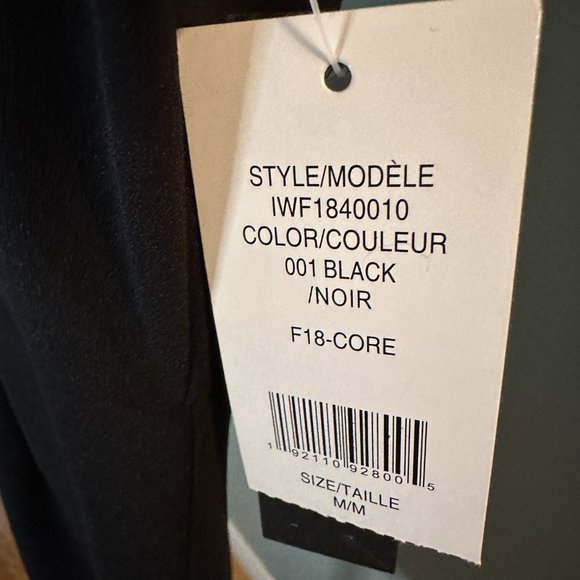 STYLE/MODÈLE
IWF1840010
COLOR/COULEUR
001 BLACK
/NOIR
F18-CORE
1 92110 92800 5
SIZE/TAILLE
M/M